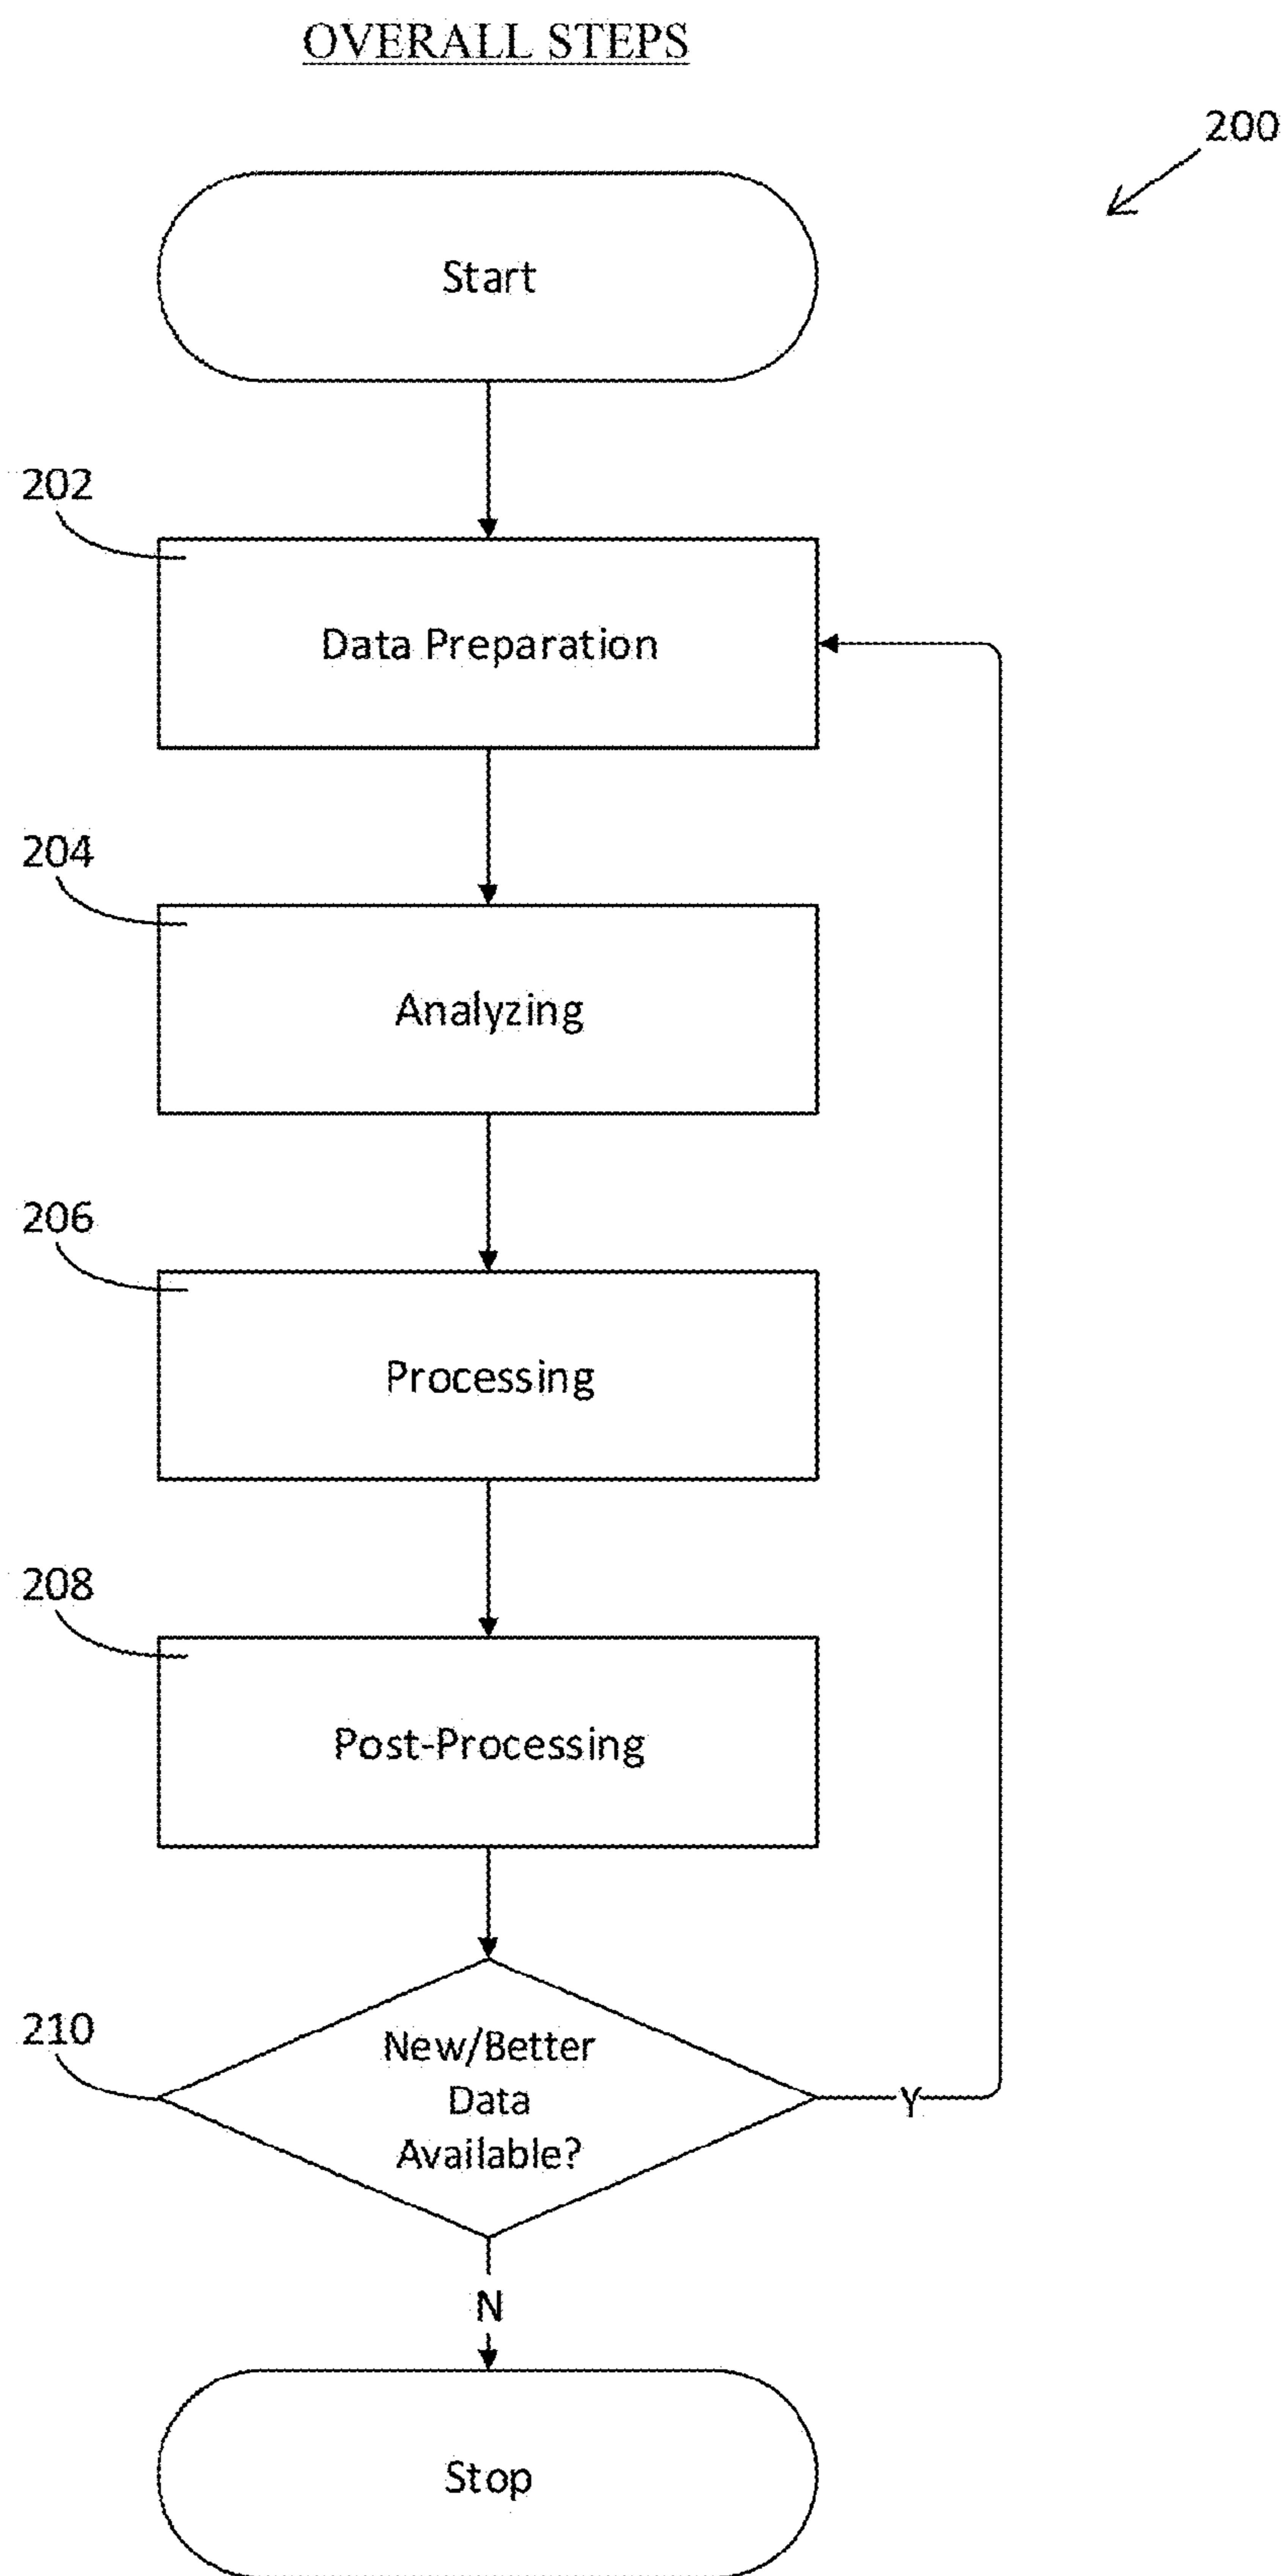 OVERALL STEPS
200
Start
202
Data Preparation
204
Analyzing
206
Processing
208
Post-Processing
210
New/Better
Data
Available?
Y
N
Stop